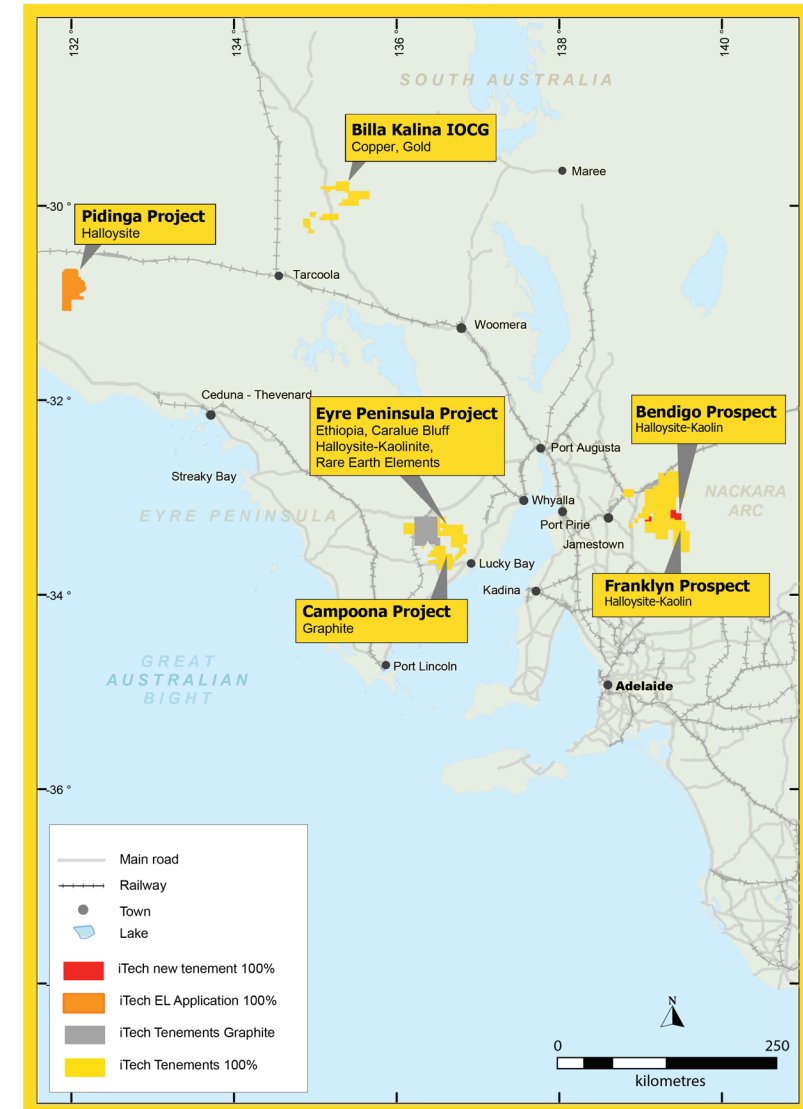 132 °
134 °
136 °
138 °
140 °
SOUTH AUSTRALIA
Billa Kalina IOCG
Copper, Gold
Maree
-30 °
Pidinga Project
Halloysite
Tarcoola
Woomera
-32 °
Ceduna - Thevenard
Eyre Peninsula Project
Ethiopia, Caralue Bluff
Halloysite-Kaolinite,
Rare Earth Elements
Bendigo Prospect
Halloysite-Kaolin
Port Augusta
Streaky Bay
Whyalla
NACKARA
ARC
EYRE PENINSULA
Port Pirie
Jamestown
Lucky Bay
Kadina
-34 °
Franklyn Prospect
Halloysite-Kaolin
Campoona Project
Graphite
Port Lincoln
GREAT
AUSTRALIAN
BIGHT
Adelaide
-36 °
Main road
Railway
Town
Lake
iTech new tenement 100%
iTech EL Application 100%
iTech Tenements Graphite
iTech Tenements 100%
N
0
250
kilometres